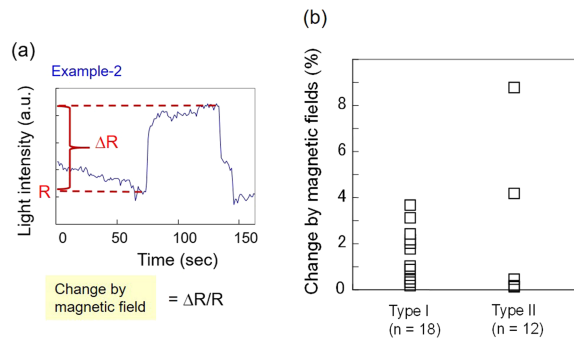 (a)
Example-2
Light intensity (a.u.)
ΔR
R
0 50 100 150
Time (sec)
Change by
magnetic field
= ΔR/R
(b)
Change by magnetic fields (%)
8
6
4
2
0
Type I
(n = 18)
Type II
(n = 12)